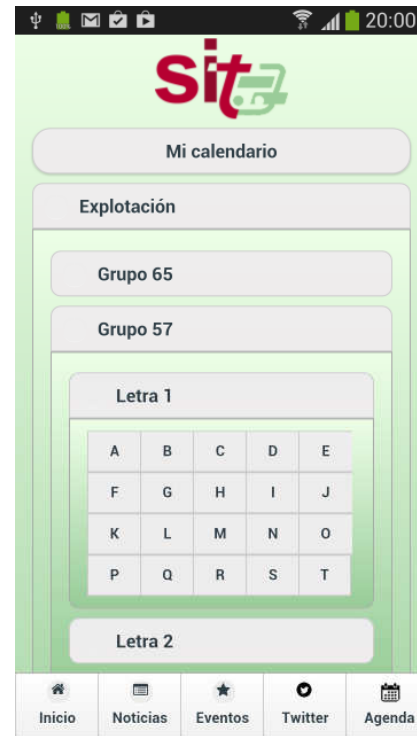 20:00
sit
Mi calendario
Explotación
Grupo 65
Grupo 57
Letra 1
A B C D E
F G H I J
K L M N O
P Q R S T
Letra 2
Inicio Noticias Eventos Twitter Agenda